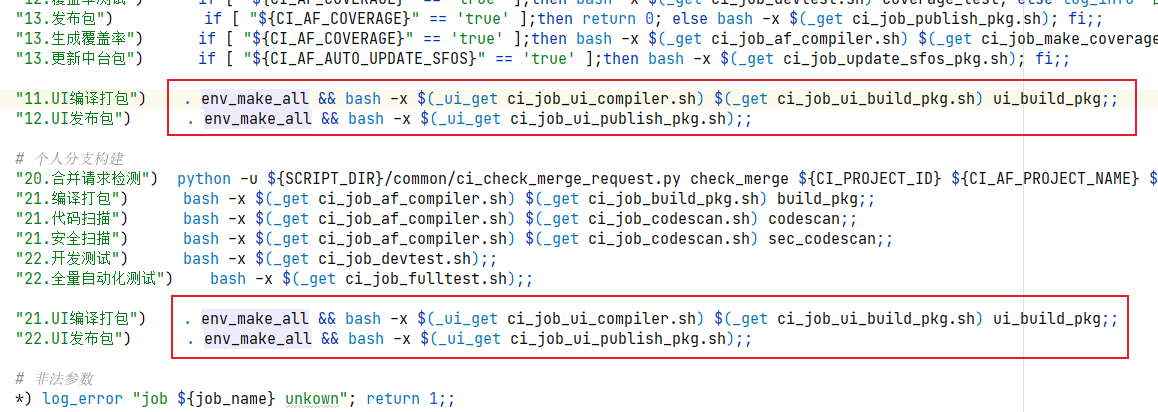 "12.覆盖率测试")
"13.发布包") if [ "${CI_AF_COVERAGE}" == 'true' ];then return 0; else bash -x $(_get ci_job_publish_pkg.sh); fi;;
"13.生成覆盖率") if [ "${CI_AF_COVERAGE}" == 'true' ];then bash -x $(_get ci_job_af_compiler.sh) $(_get ci_job_make_coverage
"13.更新中台包") if [ "${CI_AF_AUTO_UPDATE_SFOS}" == 'true' ];then bash -x $(_get ci_job_update_sfos_pkg.sh); fi;;
"11.UI编译打包") . env_make_all && bash -x $(_ui_get ci_job_ui_compiler.sh) $(_get ci_job_ui_build_pkg.sh) ui_build_pkg;;
"12.UI发布包") . env_make_all && bash -x $(_ui_get ci_job_ui_publish_pkg.sh);;
# 个人分支构建
"20.合并请求检测") python -u ${SCRIPT_DIR}/common/ci_check_merge_request.py check_merge ${CI_PROJECT_ID} ${CI_AF_PROJECT_NAME} $
"21.编译打包") bash -x $(_get ci_job_af_compiler.sh) $(_get ci_job_build_pkg.sh) build_pkg;;
"21.代码扫描") bash -x $(_get ci_job_af_compiler.sh) $(_get ci_job_codescan.sh) codescan;;
"21.安全扫描") bash -x $(_get ci_job_af_compiler.sh) $(_get ci_job_codescan.sh) sec_codescan;;
"22.开发测试") bash -x $(_get ci_job_devtest.sh);;
"22.全量自动化测试") bash -x $(_get ci_job_fulltest.sh);;
"21.UI编译打包") . env_make_all && bash -x $(_ui_get ci_job_ui_compiler.sh) $(_get ci_job_ui_build_pkg.sh) ui_build_pkg;;
"22.UI发布包") . env_make_all && bash -x $(_ui_get ci_job_ui_publish_pkg.sh);;
# 非法参数
*) log_error "job ${job_name} unkown"; return 1;;